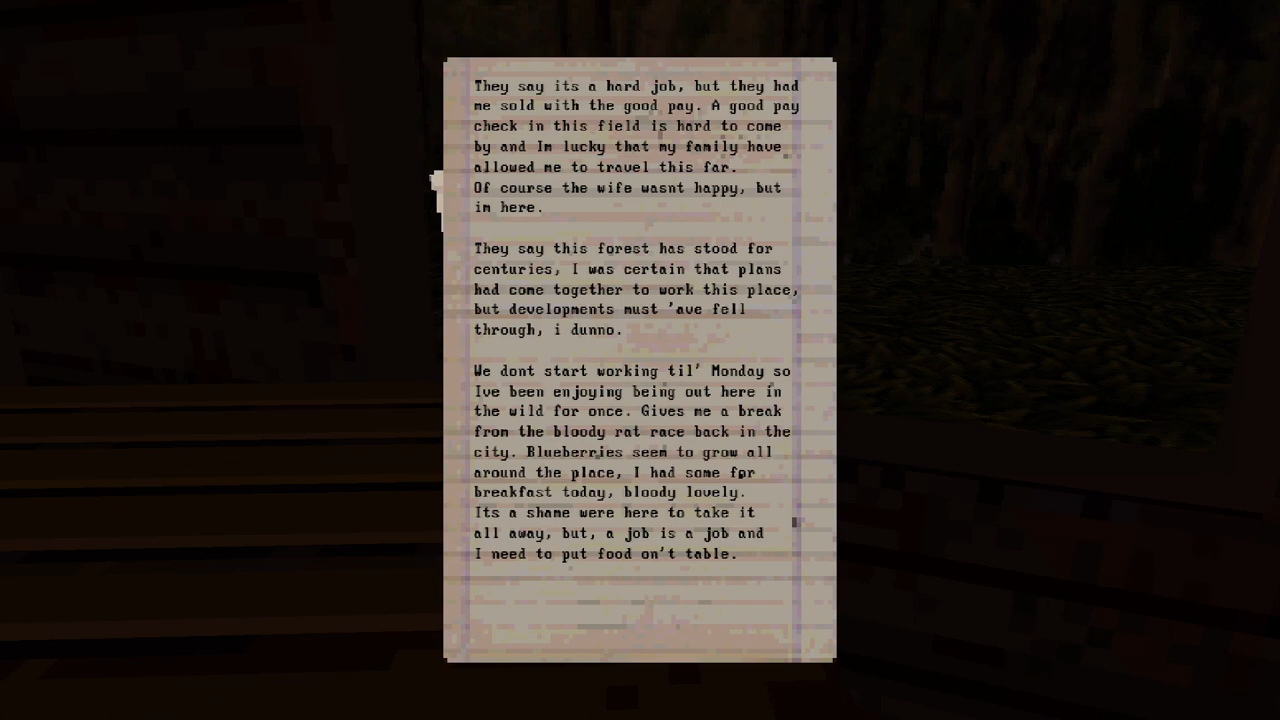 They say its a hard job, but they had
me sold with the good pay. A good pay
check in this field is hard to come
by and Im lucky that my family have
allowed me to travel this far.
Of course the wife wasnt happy, but
im here.
They say this forest has stood for
centuries, I was certain that plans
had come together to work this place,
but developments must 'ave fell
through, i dunno.
We dont start working til' Monday so
Ive been enjoying being out here in
the wild for once. Gives me a break
from the bloody rat race back in the
city. Blueberries seem to grow all
around the place, I had some for
breakfast today, bloody lovely.
Its a shame were here to take it
all away, but, a job is a job and
I need to put food on't table.